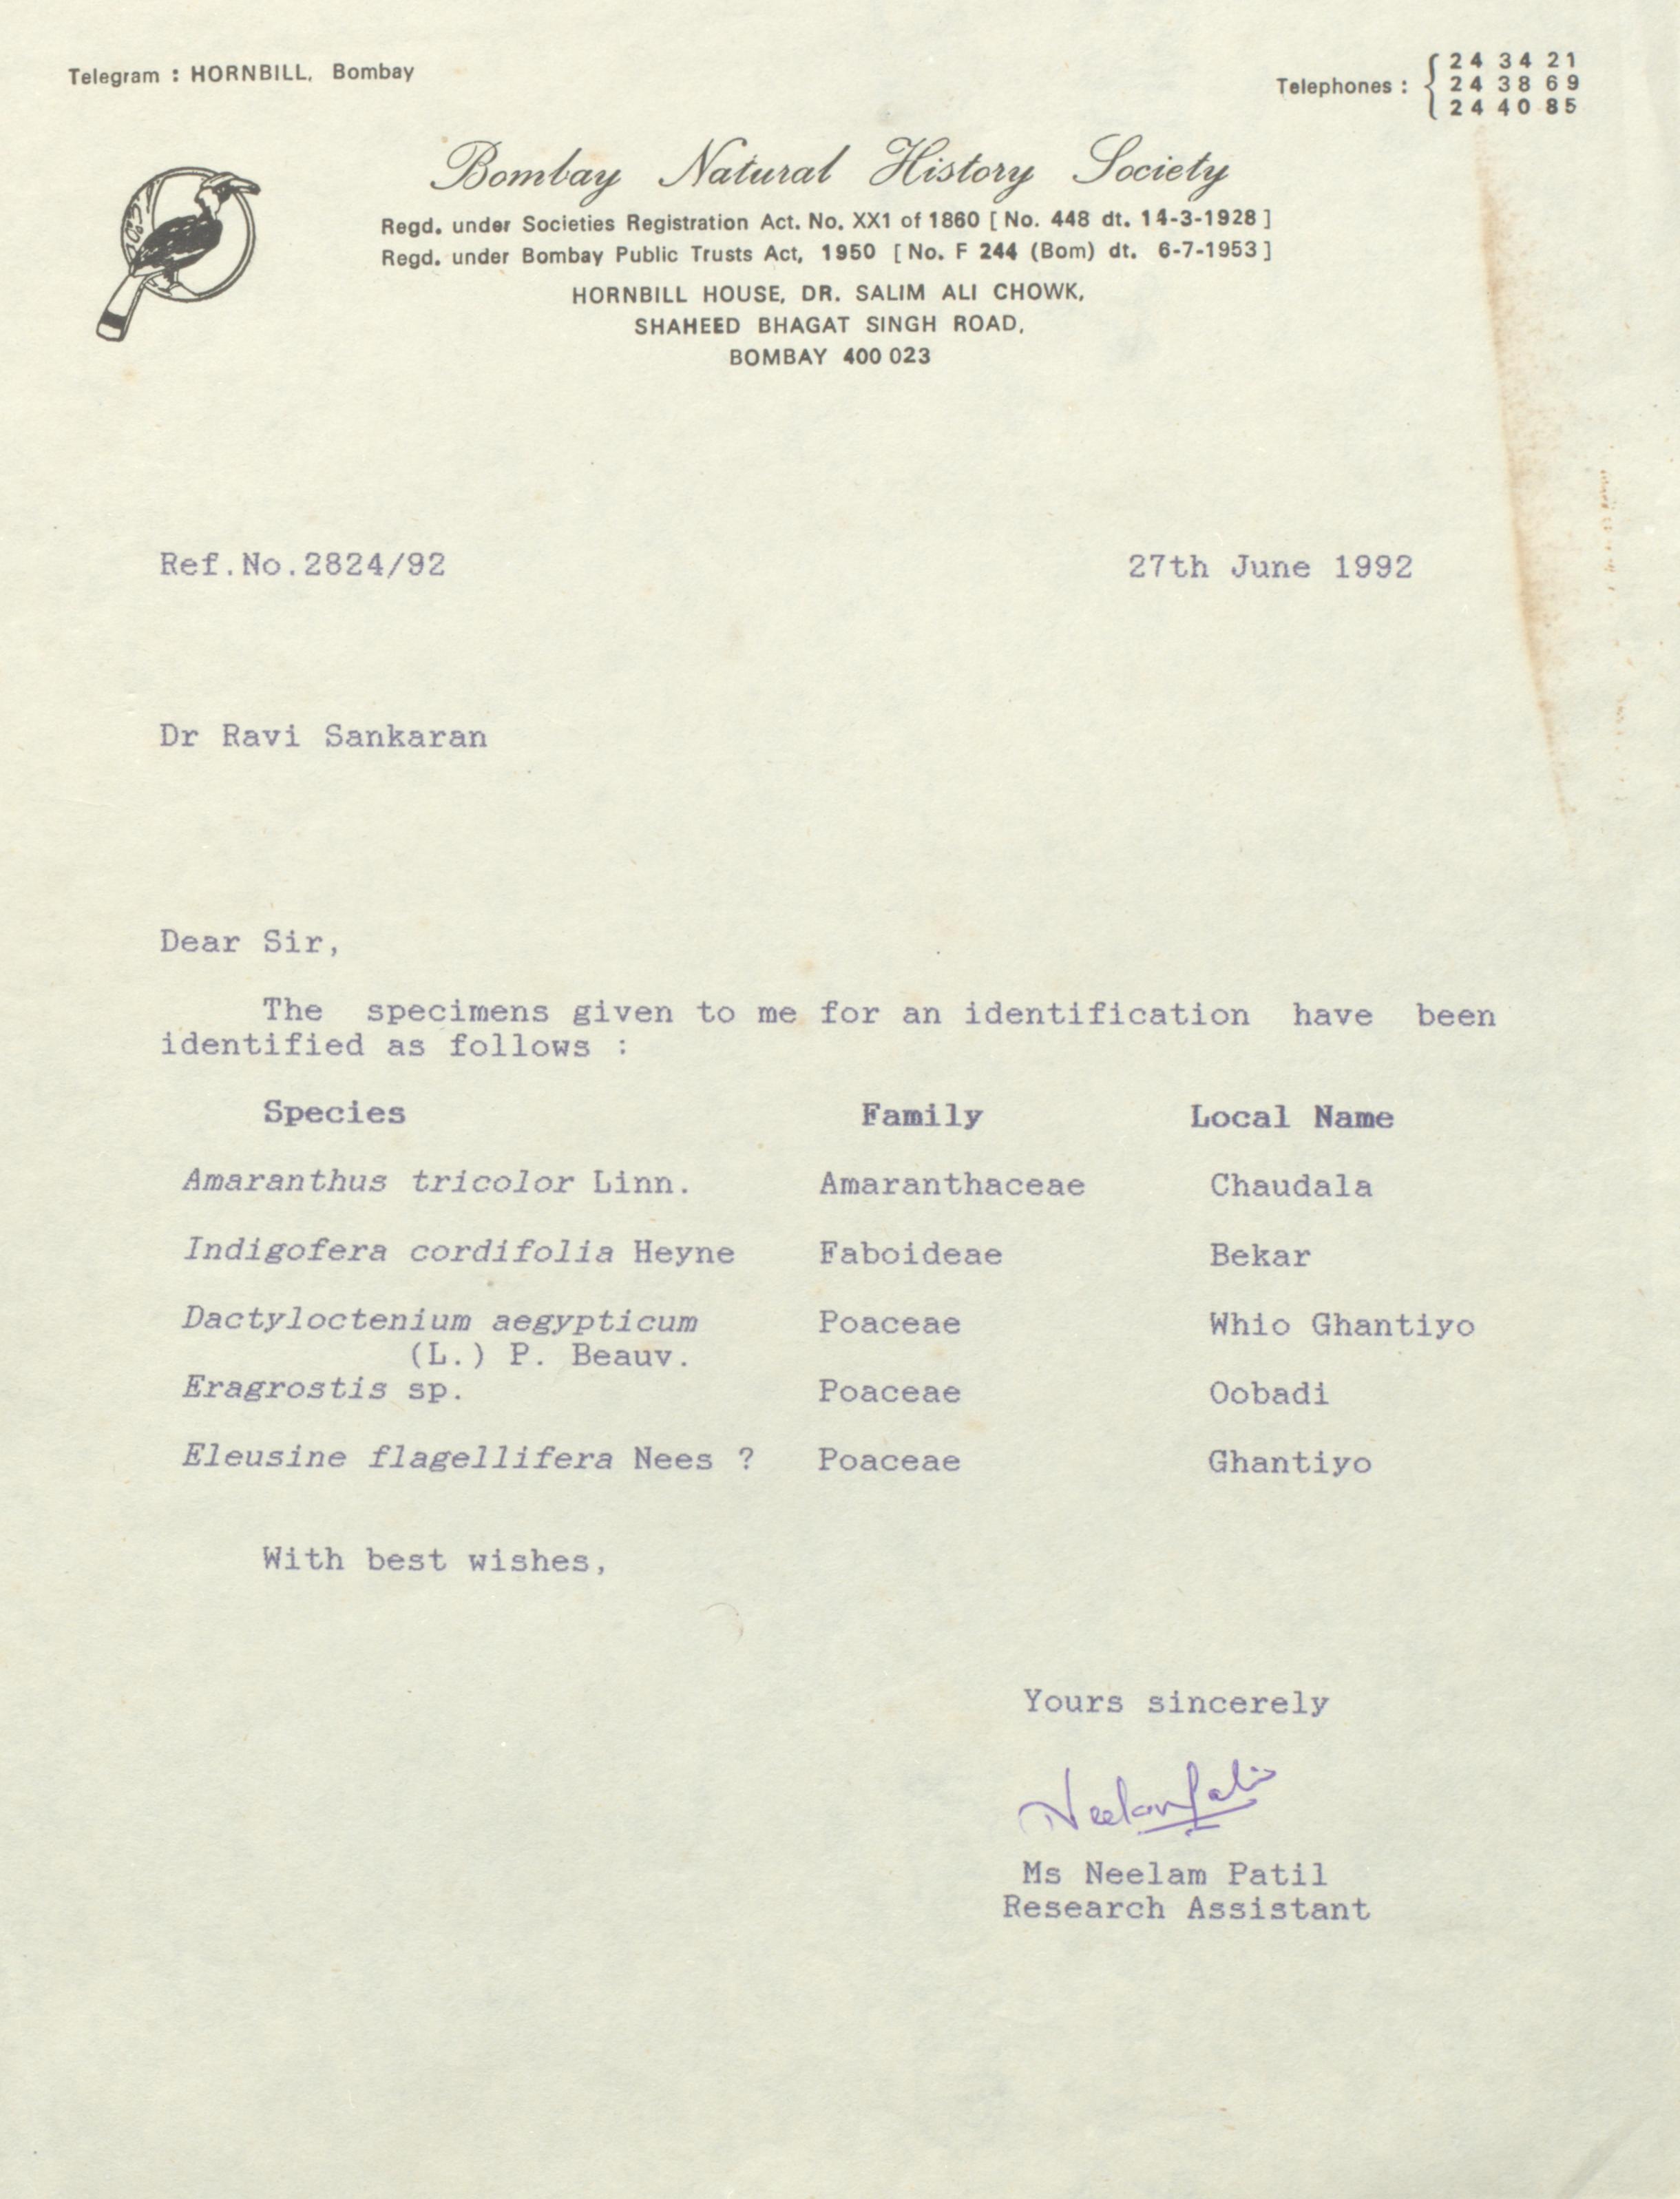 Telegram : HORNBILL, Bombay
Telephones : 24 34 21
24 38 69
24 40 85
Bombay Natural History Society
Regd. under Societies Registration Act. No. XX1 of 1860 [ No. 448 dt. 14-3-1928 ]
Regd. under Bombay Public Trusts Act, 1950 [ No. F 244 (Bom) dt. 6-7-1953 ]
HORNBILL HOUSE, DR. SALIM ALI CHOWK,
SHAHEED BHAGAT SINGH ROAD,
BOMBAY 400 023
Ref.No.2824/92 27th June 1992
Dr Ravi Sankaran
Dear Sir,
The specimens given to me for an identification have been
identified as follows :
Species Family Local Name
Amaranthus tricolor Linn. Amaranthaceae Chaudala
Indigofera cordifolia Heyne Faboideae Bekar
Dactyloctenium aegypticum Poaceae Whio Ghantiyo
(L.) P. Beauv.
Eragrostis sp. Poaceae Oobadi
Eleusine flagellifera Nees ? Poaceae Ghantiyo
With best wishes,
Yours sincerely
Neelam Patil
Ms Neelam Patil
Research Assistant